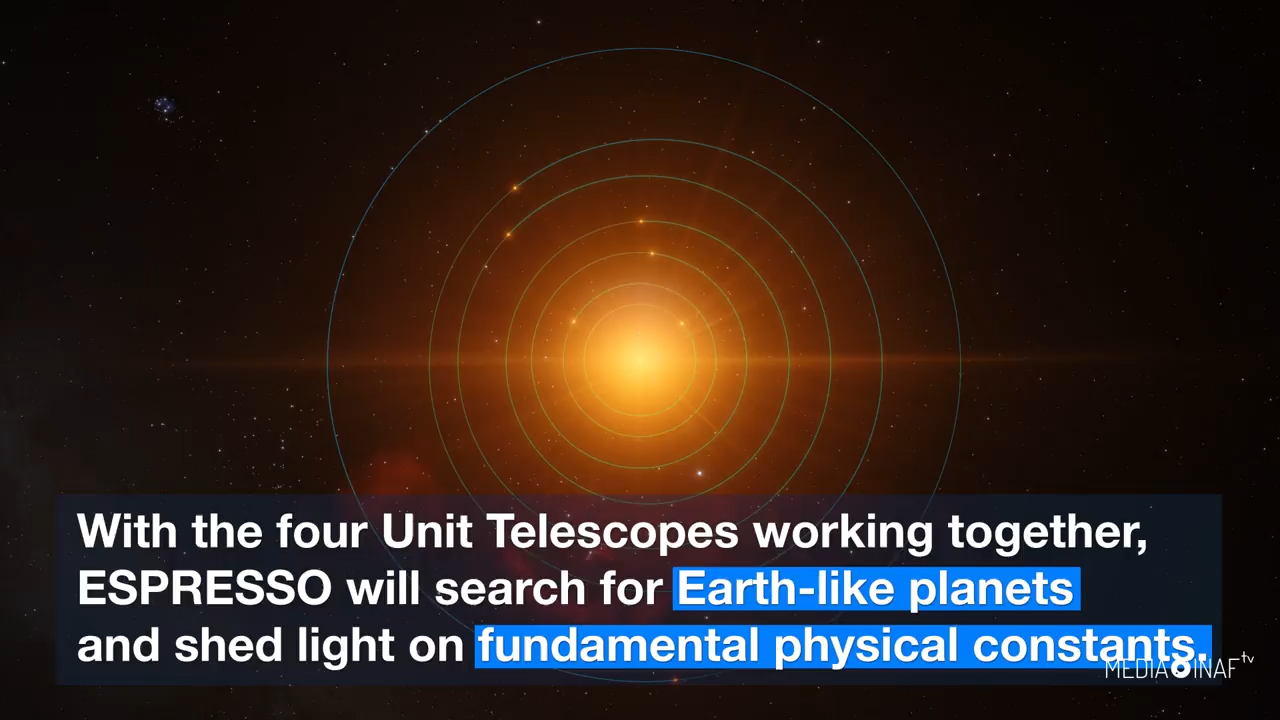 With the four Unit Telescopes working together,
ESPRESSO will search for Earth-like planets
and shed light on fundamental physical constants.
MEDIA INAF tv